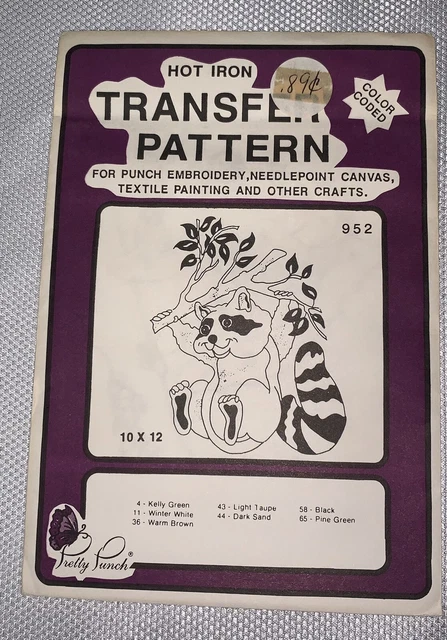 HOT IRON
.89¢
TRANSFER
PATTERN
COLOR
CODED
FOR PUNCH EMBROIDERY, NEEDLEPOINT CANVAS,
TEXTILE PAINTING AND OTHER CRAFTS.
952
10 X 12
4 - Kelly Green
11 - Winter White
36 - Warm Brown
43 - Light Taupe
44 - Dark Sand
58 - Black
65 - Pine Green
Pretty Punch®